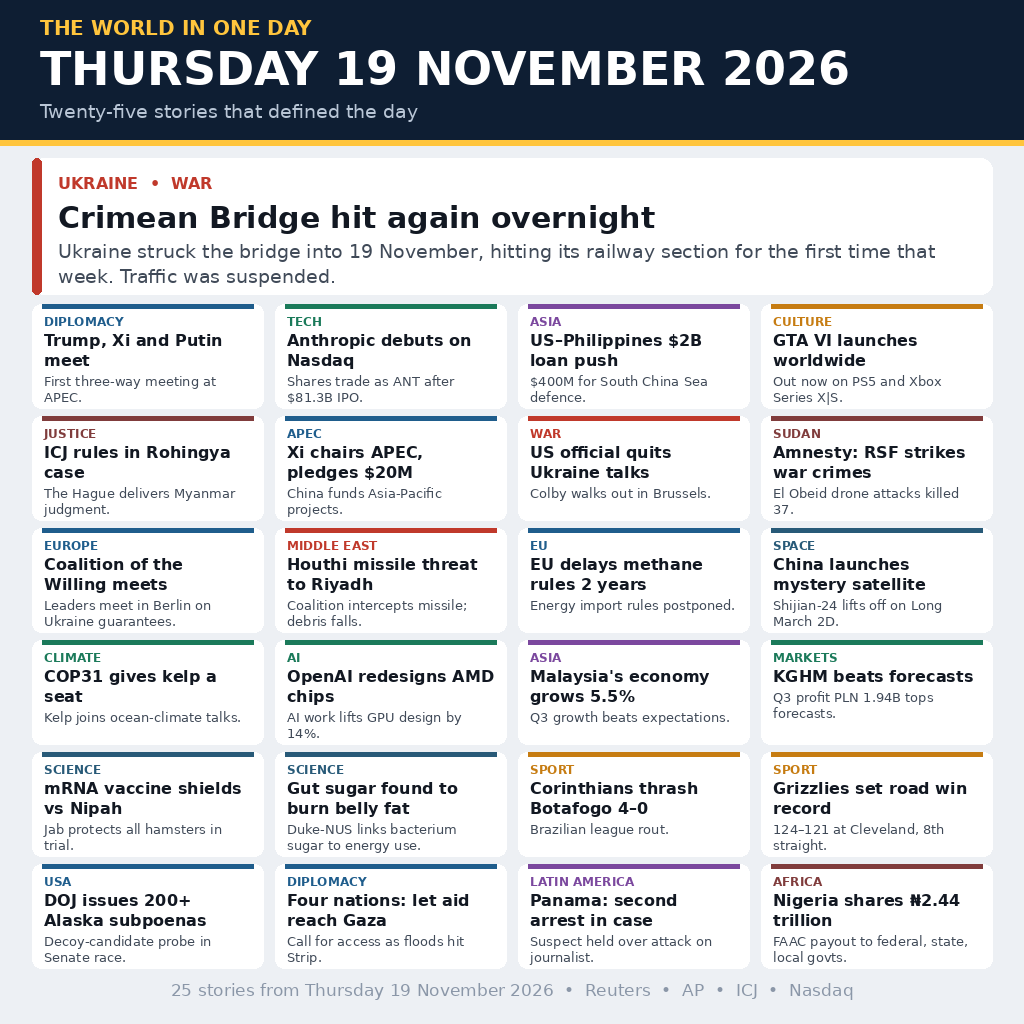 THE WORLD IN ONE DAY
THURSDAY 19 NOVEMBER 2026
Twenty-five stories that defined the day
UKRAINE • WAR
Crimean Bridge hit again overnight
Ukraine struck the bridge into 19 November, hitting its railway section for the first time that
week. Traffic was suspended.
DIPLOMACY
Trump, Xi and Putin
meet
First three-way meeting at
APEC.
TECH
Anthropic debuts on
Nasdaq
Shares trade as ANT after
$81.3B IPO.
ASIA
US–Philippines $2B
loan push
$400M for South China Sea
defence.
CULTURE
GTA VI launches
worldwide
Out now on PS5 and Xbox
Series X|S.
JUSTICE
ICJ rules in Rohingya
case
The Hague delivers Myanmar
judgment.
APEC
Xi chairs APEC,
pledges $20M
China funds Asia-Pacific
projects.
WAR
US official quits
Ukraine talks
Colby walks out in Brussels.
SUDAN
Amnesty: RSF strikes
war crimes
El Obeid drone attacks killed
37.
EUROPE
Coalition of the
Willing meets
Leaders meet in Berlin on
Ukraine guarantees.
MIDDLE EAST
Houthi missile threat
to Riyadh
Coalition intercepts missile;
debris falls.
EU
EU delays methane
rules 2 years
Energy import rules postponed.
SPACE
China launches
mystery satellite
Shijian-24 lifts off on Long
March 2D.
CLIMATE
COP31 gives kelp a
seat
Kelp joins ocean-climate talks.
AI
OpenAI redesigns AMD
chips
AI work lifts GPU design by
14%.
ASIA
Malaysia's economy
grows 5.5%
Q3 growth beats expectations.
MARKETS
KGHM beats forecasts
Q3 profit PLN 1.94B tops
forecasts.
SCIENCE
mRNA vaccine shields
vs Nipah
Jab protects all hamsters in
trial.
SCIENCE
Gut sugar found to
burn belly fat
Duke-NUS links bacterium
sugar to energy use.
SPORT
Corinthians thrash
Botafogo 4–0
Brazilian league rout.
SPORT
Grizzlies set road win
record
124–121 at Cleveland, 8th
straight.
USA
DOJ issues 200+
Alaska subpoenas
Decoy-candidate probe in
Senate race.
DIPLOMACY
Four nations: let aid
reach Gaza
Call for access as floods hit
Strip.
LATIN AMERICA
Panama: second
arrest in case
Suspect held over attack on
journalist.
AFRICA
Nigeria shares ₦2.44
trillion
FAAC payout to federal, state,
local govts.
25 stories from Thursday 19 November 2026 • Reuters • AP • ICJ • Nasdaq